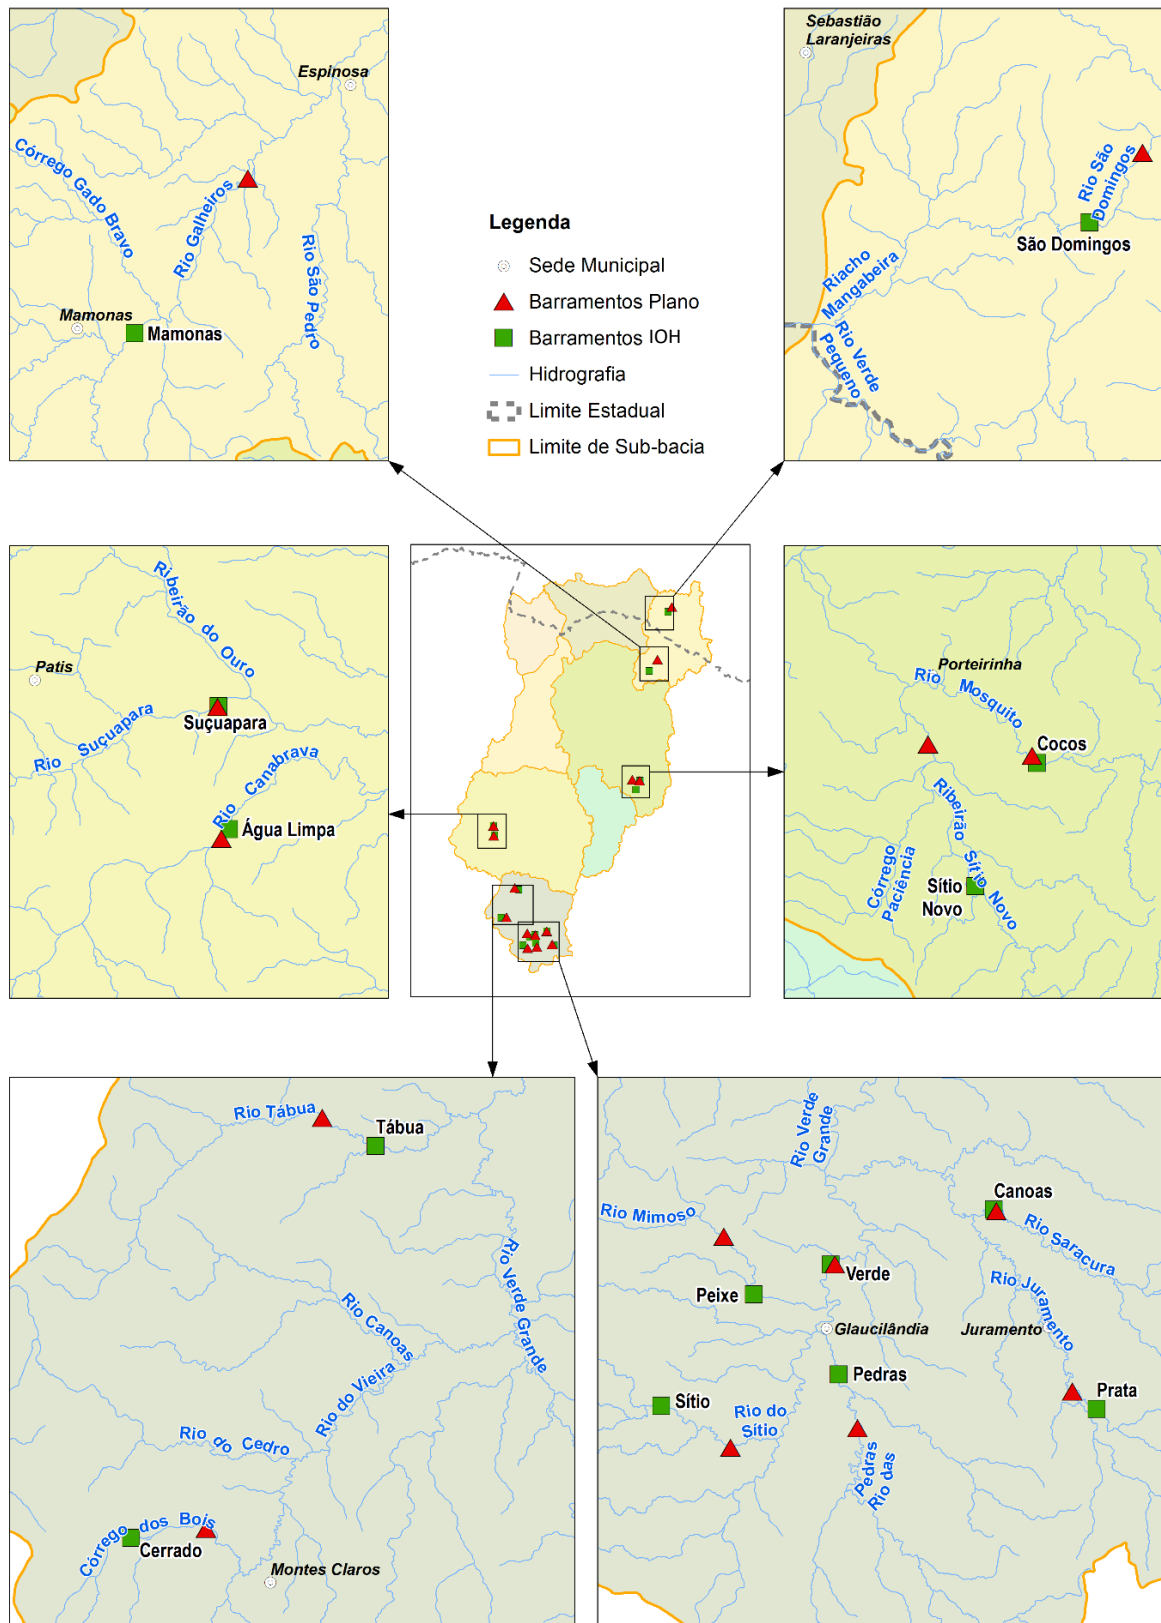 Espinosa
Córrego Gado Bravo
Rio Galheiros
Rio São Pedro
Mamonas
Mamonas
Legenda
Sede Municipal
Barramentos Plano
Barramentos IOH
Hidrografia
Limite Estadual
Limite de Sub-bacia
Sebastião
Laranjeiras
Rio São
Domingos
São Domingos
Riacho
Mangabeira
Rio Verde
Pequeno
Ribeirão do Ouro
Patis
Suçuapara
Rio Suçuapara
Rio Canabrava
Água Limpa
Porteirinha
Rio Mosquito
Cocos
Ribeirão Sítio Novo
Córrego
Paciência
Sítio
Novo
Rio Tábua
Tábua
Rio Verde Grande
Rio Canoas
Rio do Vieira
Rio do Cedro
Córrego dos Bois
Cerrado
Montes Claros
Rio Verde
Grande
Canoas
Rio Mimoso
Rio Saracura
Verde
Peixe
Rio Juramento
Glaucilândia
Juramento
Pedras
Prata
Sítio
Rio do
Sítio
Rio das
Pedras